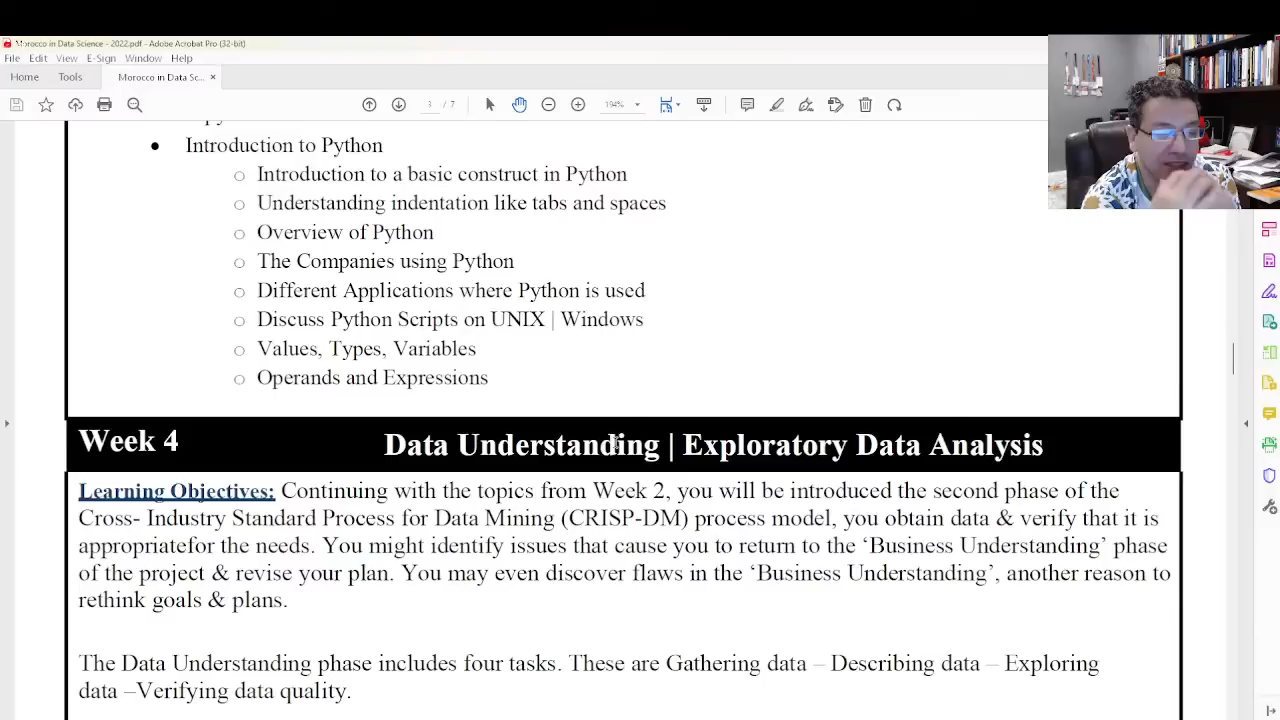 Morocco in Data Science - 2022.pdf - Adobe Acrobat Pro (32-bit)
File Edit View E-Sign Window Help
Home Tools Morocco in Data Sc... ×
3 / 7 194%
• Introduction to Python
○ Introduction to a basic construct in Python
○ Understanding indentation like tabs and spaces
○ Overview of Python
○ The Companies using Python
○ Different Applications where Python is used
○ Discuss Python Scripts on UNIX | Windows
○ Values, Types, Variables
○ Operands and Expressions
Week 4 Data Understanding | Exploratory Data Analysis
Learning Objectives: Continuing with the topics from Week 2, you will be introduced the second phase of the
Cross- Industry Standard Process for Data Mining (CRISP-DM) process model, you obtain data & verify that it is
appropriatefor the needs. You might identify issues that cause you to return to the ‘Business Understanding’ phase
of the project & revise your plan. You may even discover flaws in the ‘Business Understanding’, another reason to
rethink goals & plans.
The Data Understanding phase includes four tasks. These are Gathering data – Describing data – Exploring
data –Verifying data quality.